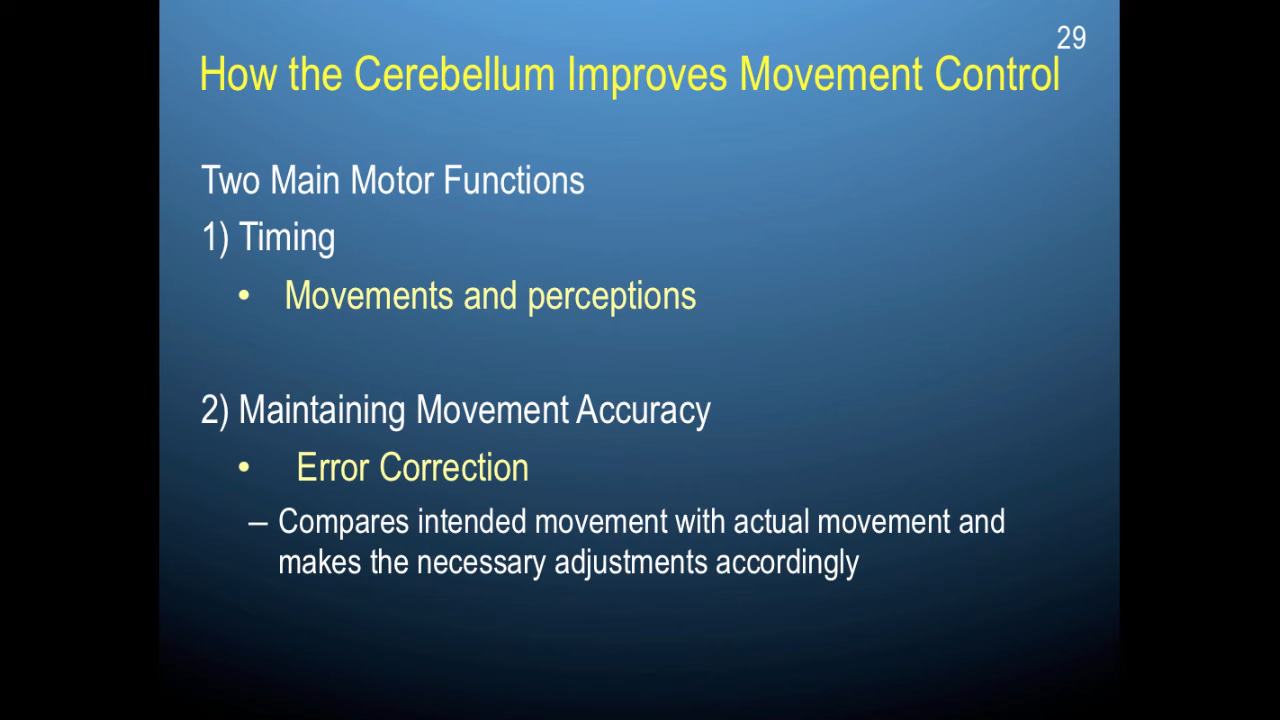 29
How the Cerebellum Improves Movement Control
Two Main Motor Functions
1) Timing
• Movements and perceptions
2) Maintaining Movement Accuracy
• Error Correction
– Compares intended movement with actual movement and
makes the necessary adjustments accordingly